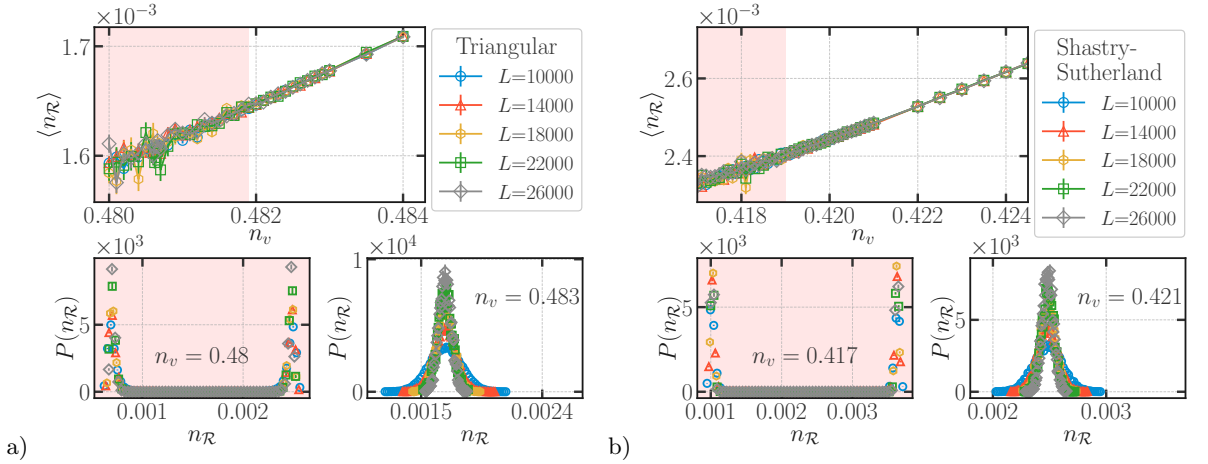 ×10⁻³
1.7
1.6
⟨n_R⟩
0.480
0.482
0.484
n_v
Triangular
L=10000
L=14000
L=18000
L=22000
L=26000
×10³
5
0
P(n_R)
n_v = 0.48
0.001
0.002
n_R
×10⁴
1
0
P(n_R)
n_v = 0.483
0.0015
0.0024
n_R
a)
×10⁻³
2.6
2.4
⟨n_R⟩
0.418
0.420
0.422
0.424
n_v
Shastry-
Sutherland
L=10000
L=14000
L=18000
L=22000
L=26000
×10³
5
0
P(n_R)
n_v = 0.417
0.001
0.002
0.003
n_R
×10³
5
0
P(n_R)
n_v = 0.421
0.002
0.003
n_R
b)